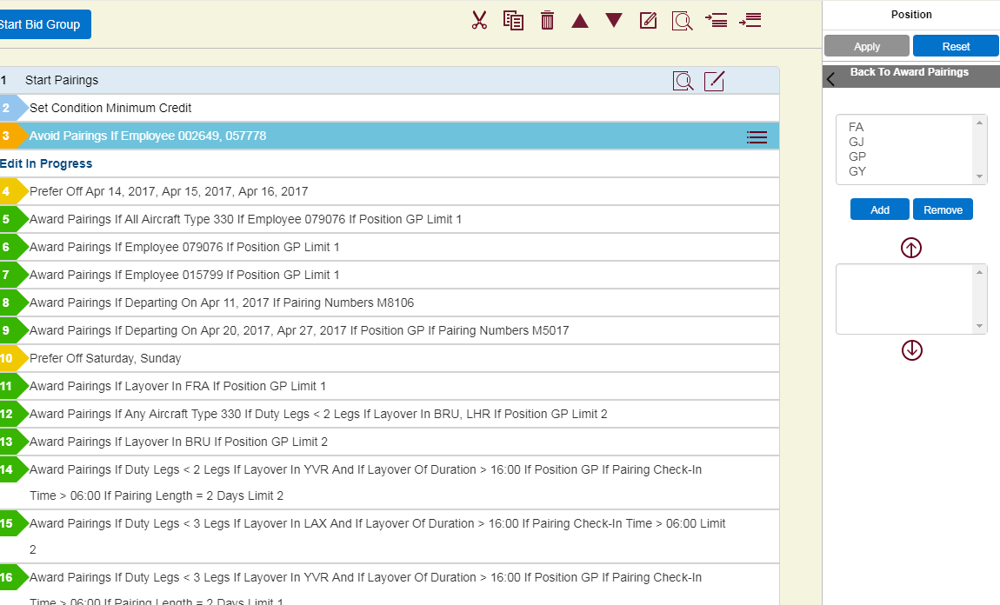 Start Bid Group
1 Start Pairings
2 Set Condition Minimum Credit
3 Avoid Pairings If Employee 002649, 057778
Edit In Progress
4 Prefer Off Apr 14, 2017, Apr 15, 2017, Apr 16, 2017
5 Award Pairings If All Aircraft Type 330 If Employee 079076 If Position GP Limit 1
6 Award Pairings If Employee 079076 If Position GP Limit 1
7 Award Pairings If Employee 015799 If Position GP Limit 1
8 Award Pairings If Departing On Apr 11, 2017 If Pairing Numbers M8106
9 Award Pairings If Departing On Apr 20, 2017, Apr 27, 2017 If Position GP If Pairing Numbers M5017
10 Prefer Off Saturday, Sunday
11 Award Pairings If Layover In FRA If Position GP Limit 1
12 Award Pairings If Any Aircraft Type 330 If Duty Legs < 2 Legs If Layover In BRU, LHR If Position GP Limit 2
13 Award Pairings If Layover In BRU If Position GP Limit 2
14 Award Pairings If Duty Legs < 2 Legs If Layover In YVR And If Layover Of Duration > 16:00 If Position GP If Pairing Check-In
Time > 06:00 If Pairing Length = 2 Days Limit 2
15 Award Pairings If Duty Legs < 3 Legs If Layover In LAX And If Layover Of Duration > 16:00 If Pairing Check-In Time > 06:00 Limit
2
16 Award Pairings If Duty Legs < 3 Legs If Layover In YVR And If Layover Of Duration > 16:00 If Position GP If Pairing Check-In
Time > 06:00 If Pairing Length = 2 Days Limit 1
Position
Apply Reset
Back To Award Pairings
FA
GJ
GP
GY
Add Remove